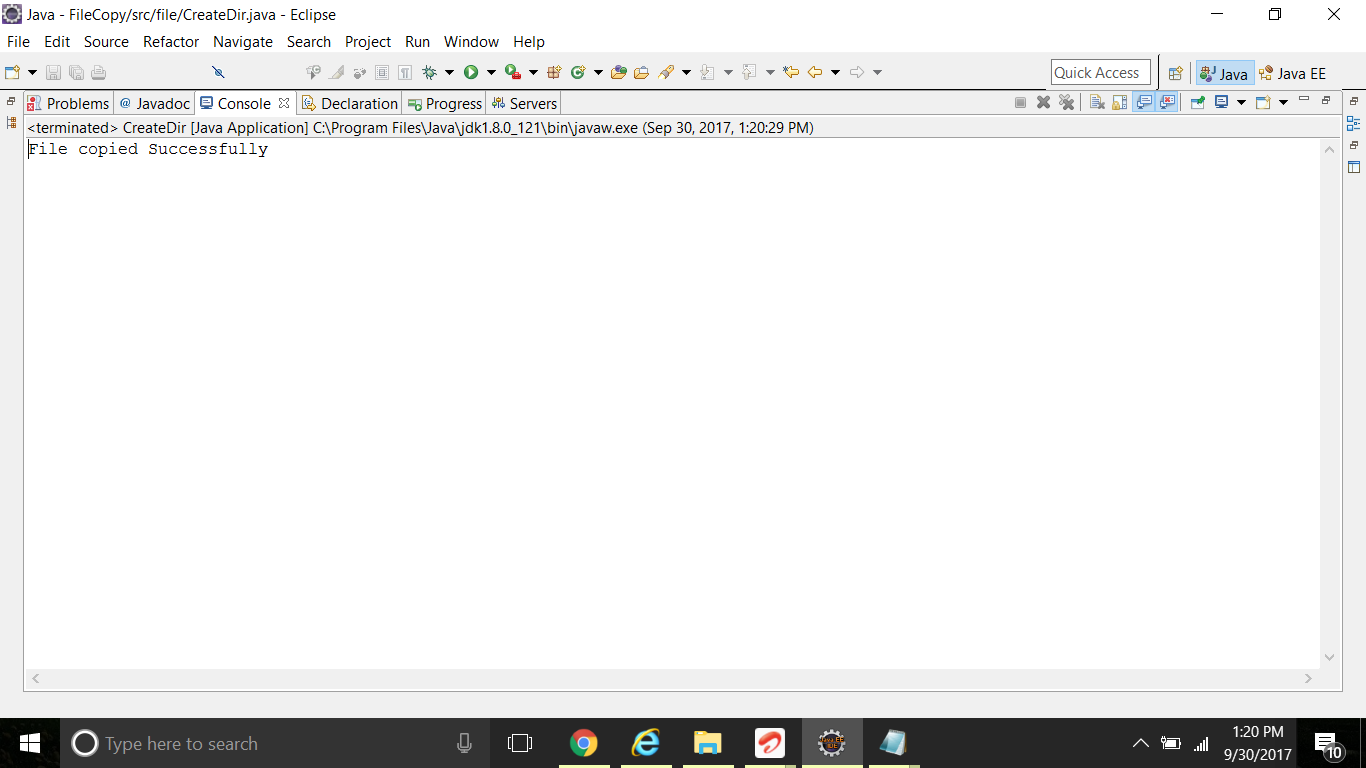 Java - FileCopy/src/file/CreateDir.java - Eclipse
File Edit Source Refactor Navigate Search Project Run Window Help
Quick Access Java Java EE
Problems @ Javadoc Console Declaration Progress Servers
<terminated> CreateDir [Java Application] C:\Program Files\Java\jdk1.8.0_121\bin\javaw.exe (Sep 30, 2017, 1:20:29 PM)
File copied Successfully
Type here to search
1:20 PM
9/30/2017
10